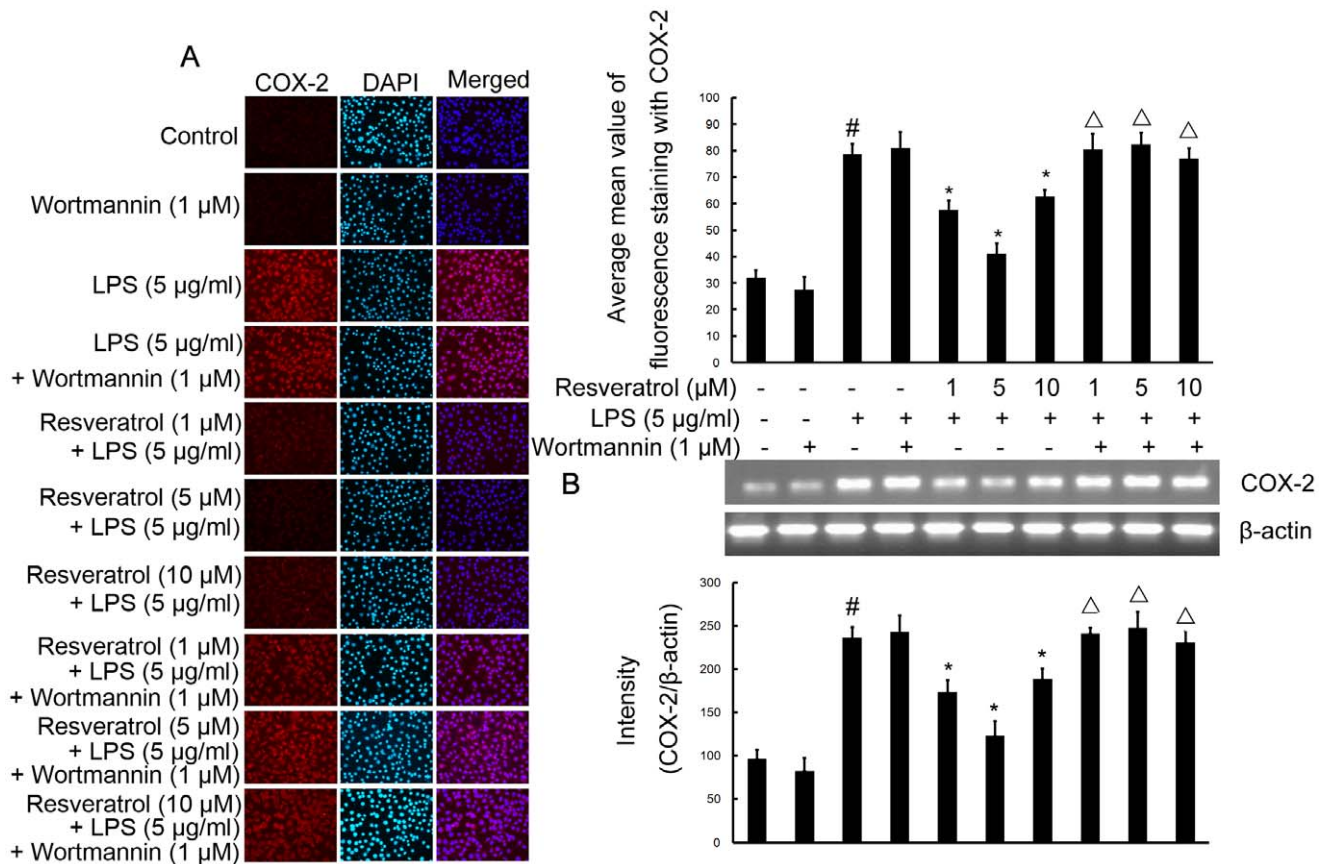 A
COX-2 DAPI Merged
Control
Wortmannin (1 µM)
LPS (5 µg/ml)
LPS (5 µg/ml)
+ Wortmannin (1 µM)
Resveratrol (1 µM)
+ LPS (5 µg/ml)
Resveratrol (5 µM)
+ LPS (5 µg/ml)
Resveratrol (10 µM)
+ LPS (5 µg/ml)
Resveratrol (1 µM)
+ LPS (5 µg/ml)
+ Wortmannin (1 µM)
Resveratrol (5 µM)
+ LPS (5 µg/ml)
+ Wortmannin (1 µM)
Resveratrol (10 µM)
+ LPS (5 µg/ml)
+ Wortmannin (1 µM)
Average mean value of
fluorescence staining with COX-2
100
90
80
70
60
50
40
30
20
10
0
# * * * △ △ △
Resveratrol (µM) - - - - 1 5 10 1 5 10
LPS (5 µg/ml) - - + + + + + + + +
Wortmannin (1 µM) - + - + - - - + + +
B
COX-2
β-actin
Intensity
(COX-2/β-actin)
300
250
200
150
100
50
0
# * * * △ △ △